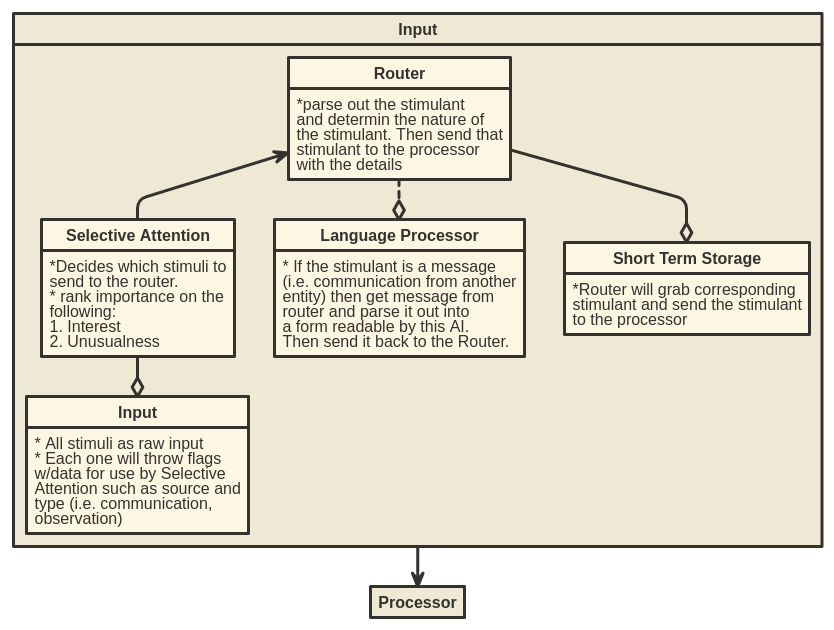 Input
Router
*parse out the stimulant
and determin the nature of
the stimulant. Then send that
stimulant to the processor
with the details
Selective Attention
*Decides which stimuli to
send to the router.
* rank importance on the
following:
1. Interest
2. Unusualness
Language Processor
* If the stimulant is a message
(i.e. communication from another
entity) then get message from
router and parse it out into
a form readable by this AI.
Then send it back to the Router.
Short Term Storage
*Router will grab corresponding
stimulant and send the stimulant
to the processor
Input
* All stimuli as raw input
* Each one will throw flags
w/data for use by Selective
Attention such as source and
type (i.e. communication,
observation)
Processor